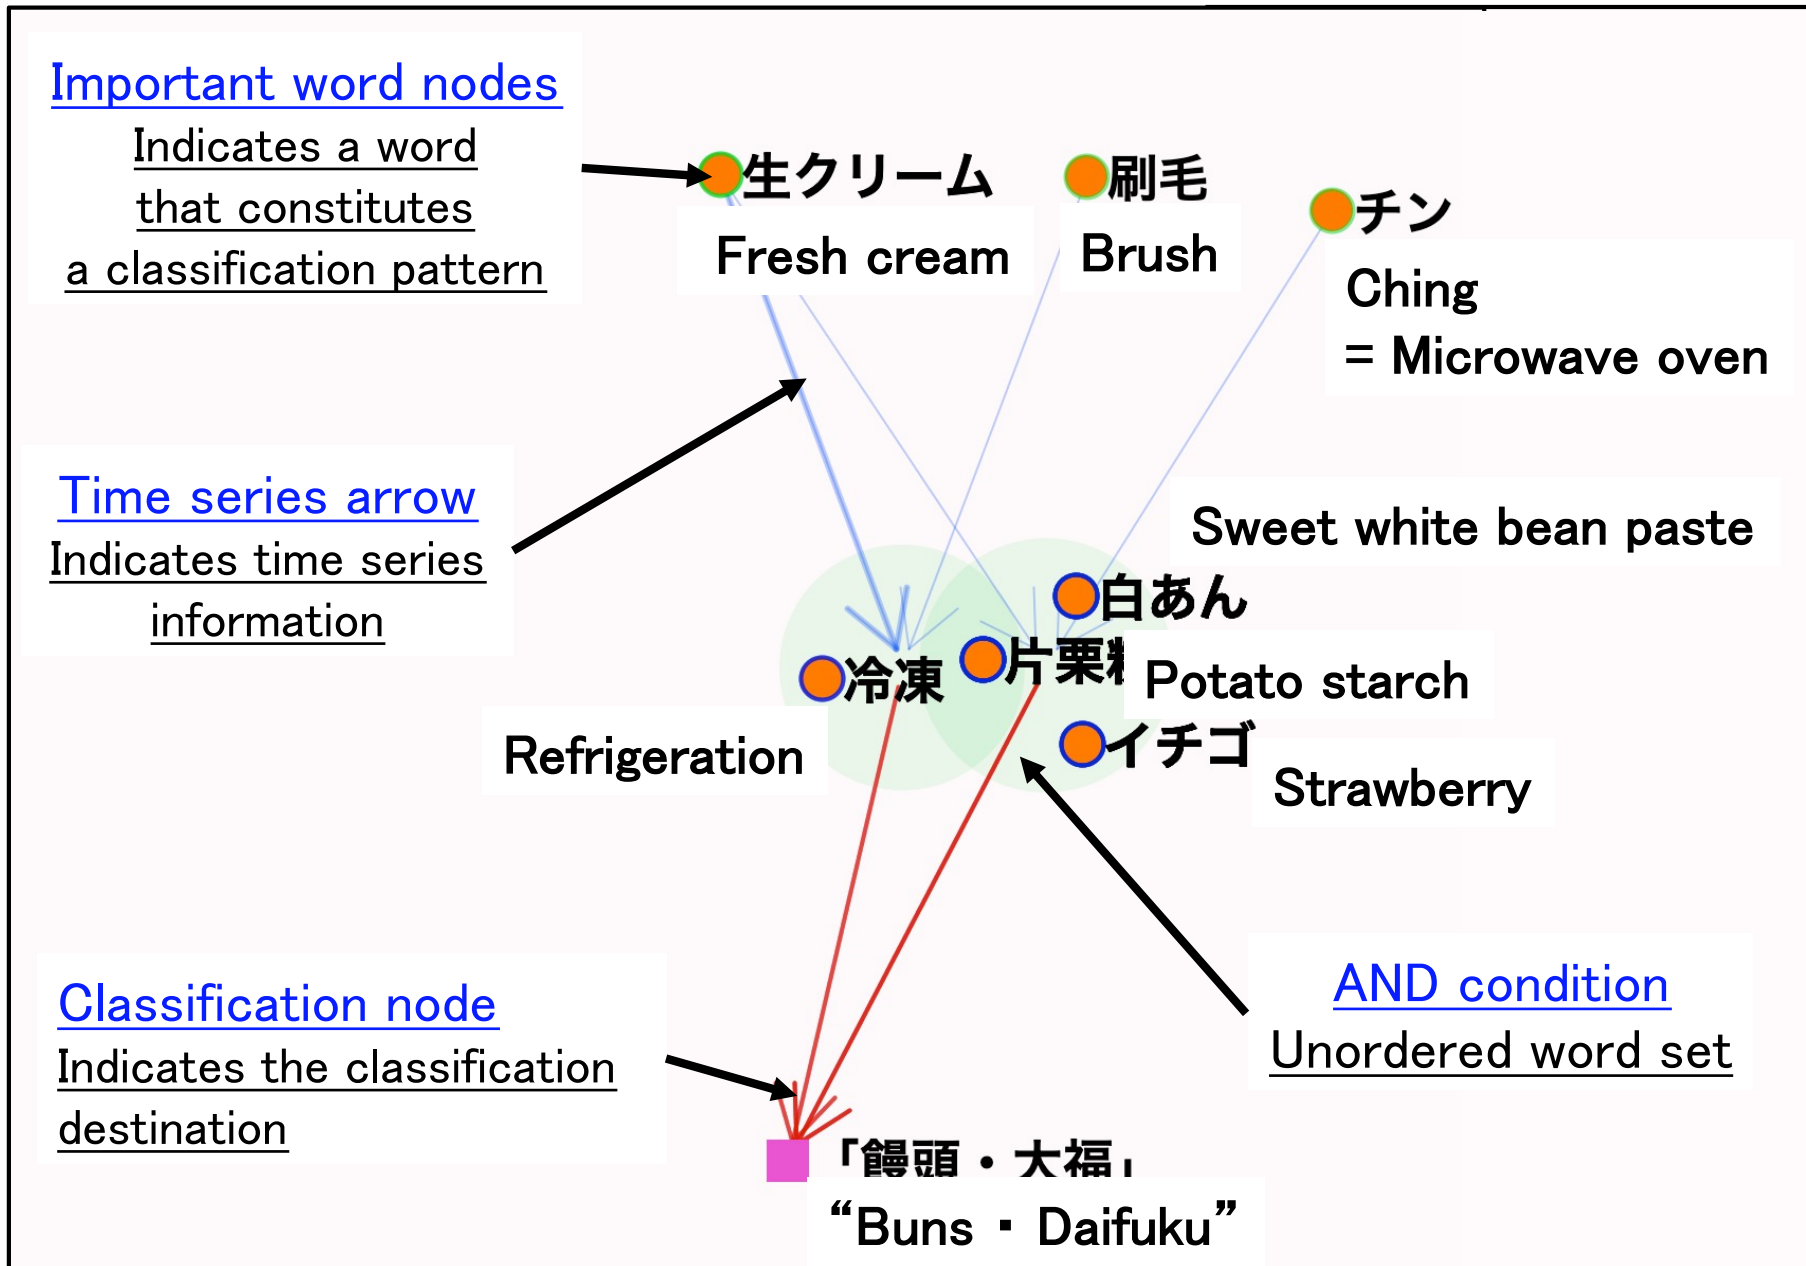 Important word nodes
Indicates a word
that constitutes
a classification pattern
生クリーム
Fresh cream
刷毛
Brush
チン
Ching
= Microwave oven
Time series arrow
Indicates time series
information
Sweet white bean paste
白あん
片栗
Potato starch
冷凍
Refrigeration
イチゴ
Strawberry
Classification node
Indicates the classification
destination
AND condition
Unordered word set
「饅頭・大福」
“Buns・Daifuku”